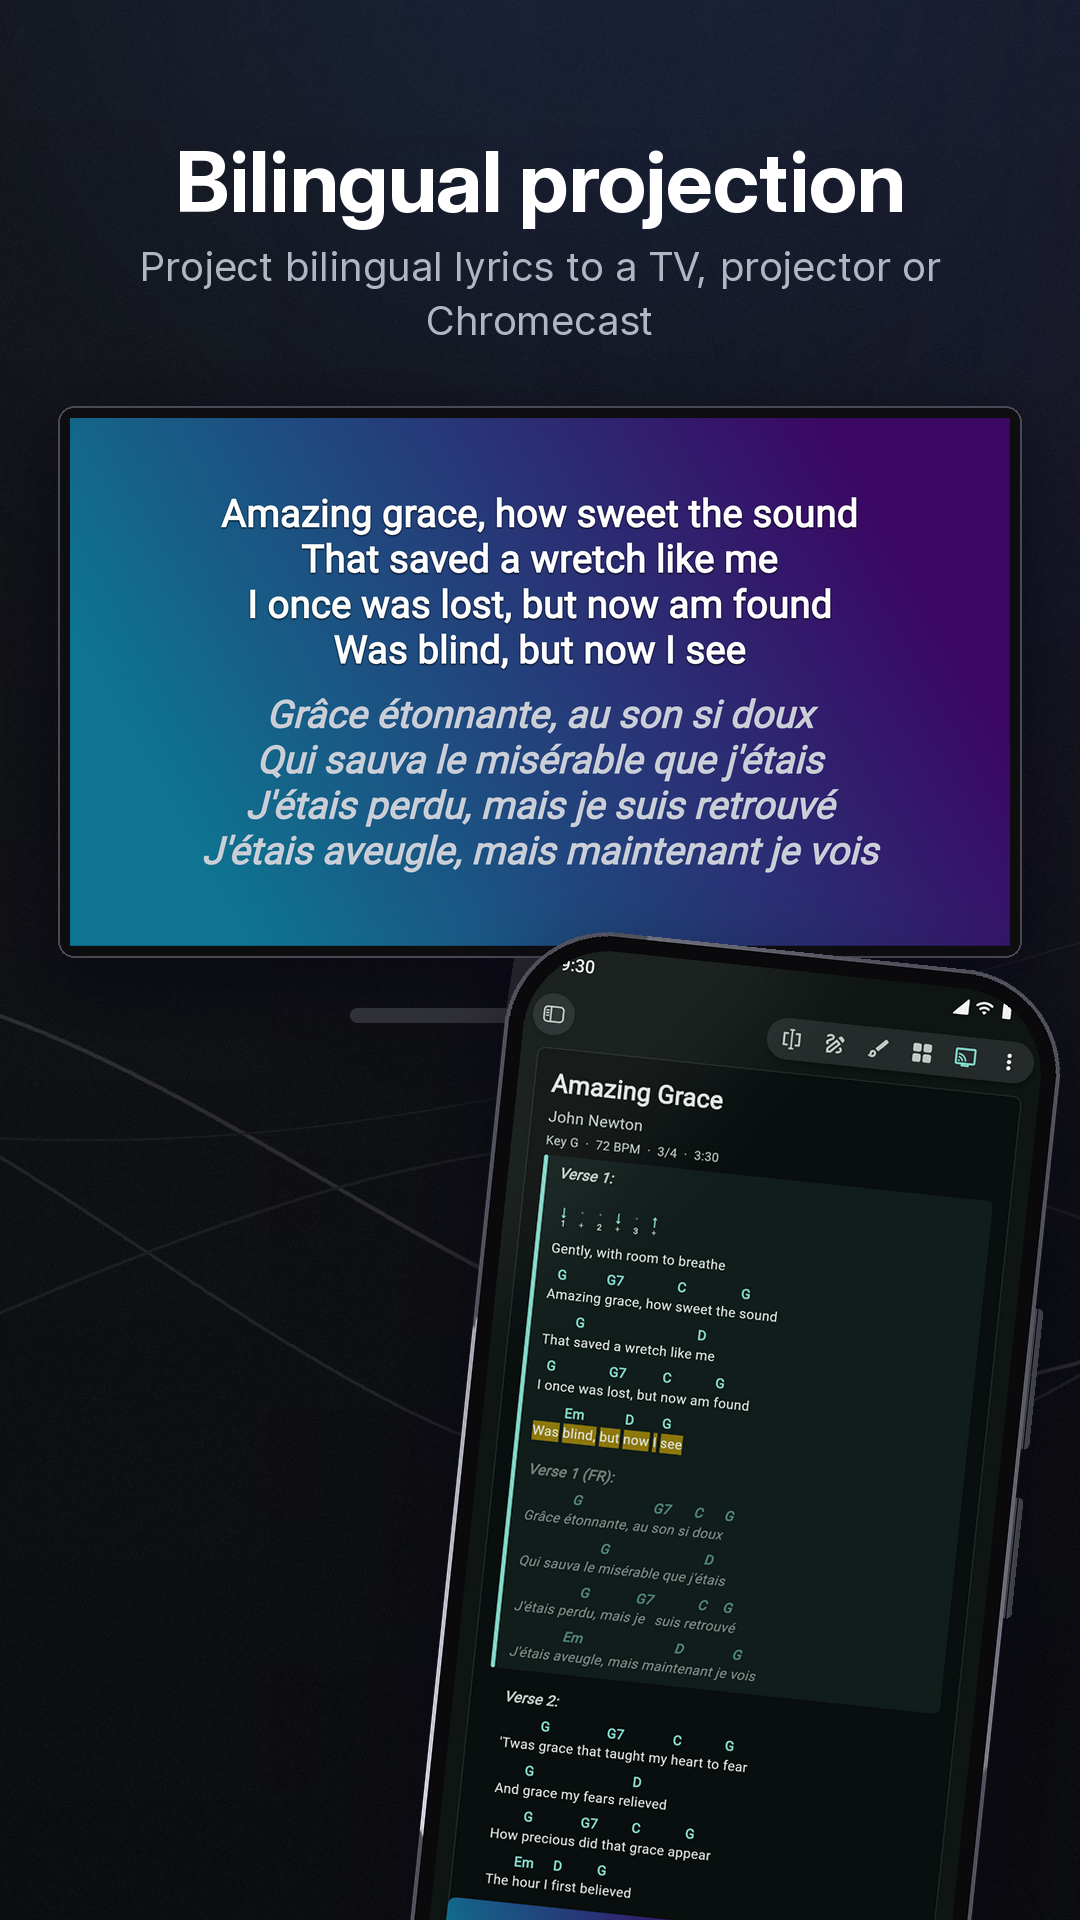 Bilingual projection
Project bilingual lyrics to a TV, projector or
Chromecast
Amazing grace, how sweet the sound
That saved a wretch like me
I once was lost, but now am found
Was blind, but now I see
Grâce étonnante, au son si doux
Qui sauva le misérable que j'étais
J'étais perdu, mais je suis retrouvé
J'étais aveugle, mais maintenant je vois
9:30
Amazing Grace
John Newton
Key G · 72 BPM · 3/4 · 3:30
Verse 1:
↓ · · ↓ · ↑
1 + 2 + 3 +
Gently, with room to breathe
G G7 C G
Amazing grace, how sweet the sound
G D
That saved a wretch like me
G G7 C G
I once was lost, but now am found
Em D G
Was blind, but now I see
Verse 1 (FR):
G G7 C G
Grâce étonnante, au son si doux
G D
Qui sauva le misérable que j'étais
G G7 C G
J'étais perdu, mais je suis retrouvé
Em D G
J'étais aveugle, mais maintenant je vois
Verse 2:
G G7 C G
'Twas grace that taught my heart to fear
G D
And grace my fears relieved
G G7 C G
How precious did that grace appear
Em D G
The hour I first believed